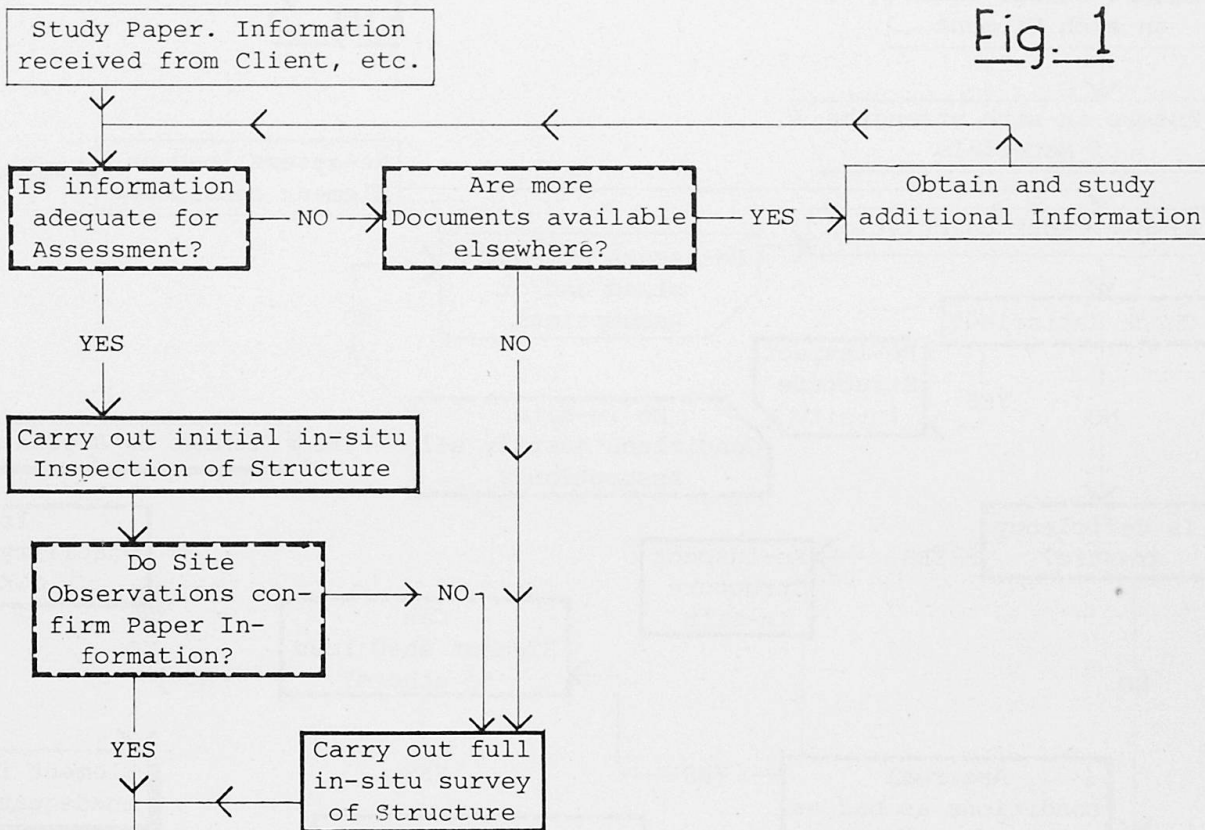 Fig. 1
Study Paper. Information
received from Client, etc.
Is information
adequate for
Assessment?
NO
Are more
Documents available
elsewhere?
YES
Obtain and study
additional Information
YES
NO
Carry out initial in-situ
Inspection of Structure
Do Site
Observations con-
firm Paper In-
formation?
NO
YES
Carry out full
in-situ survey
of Structure